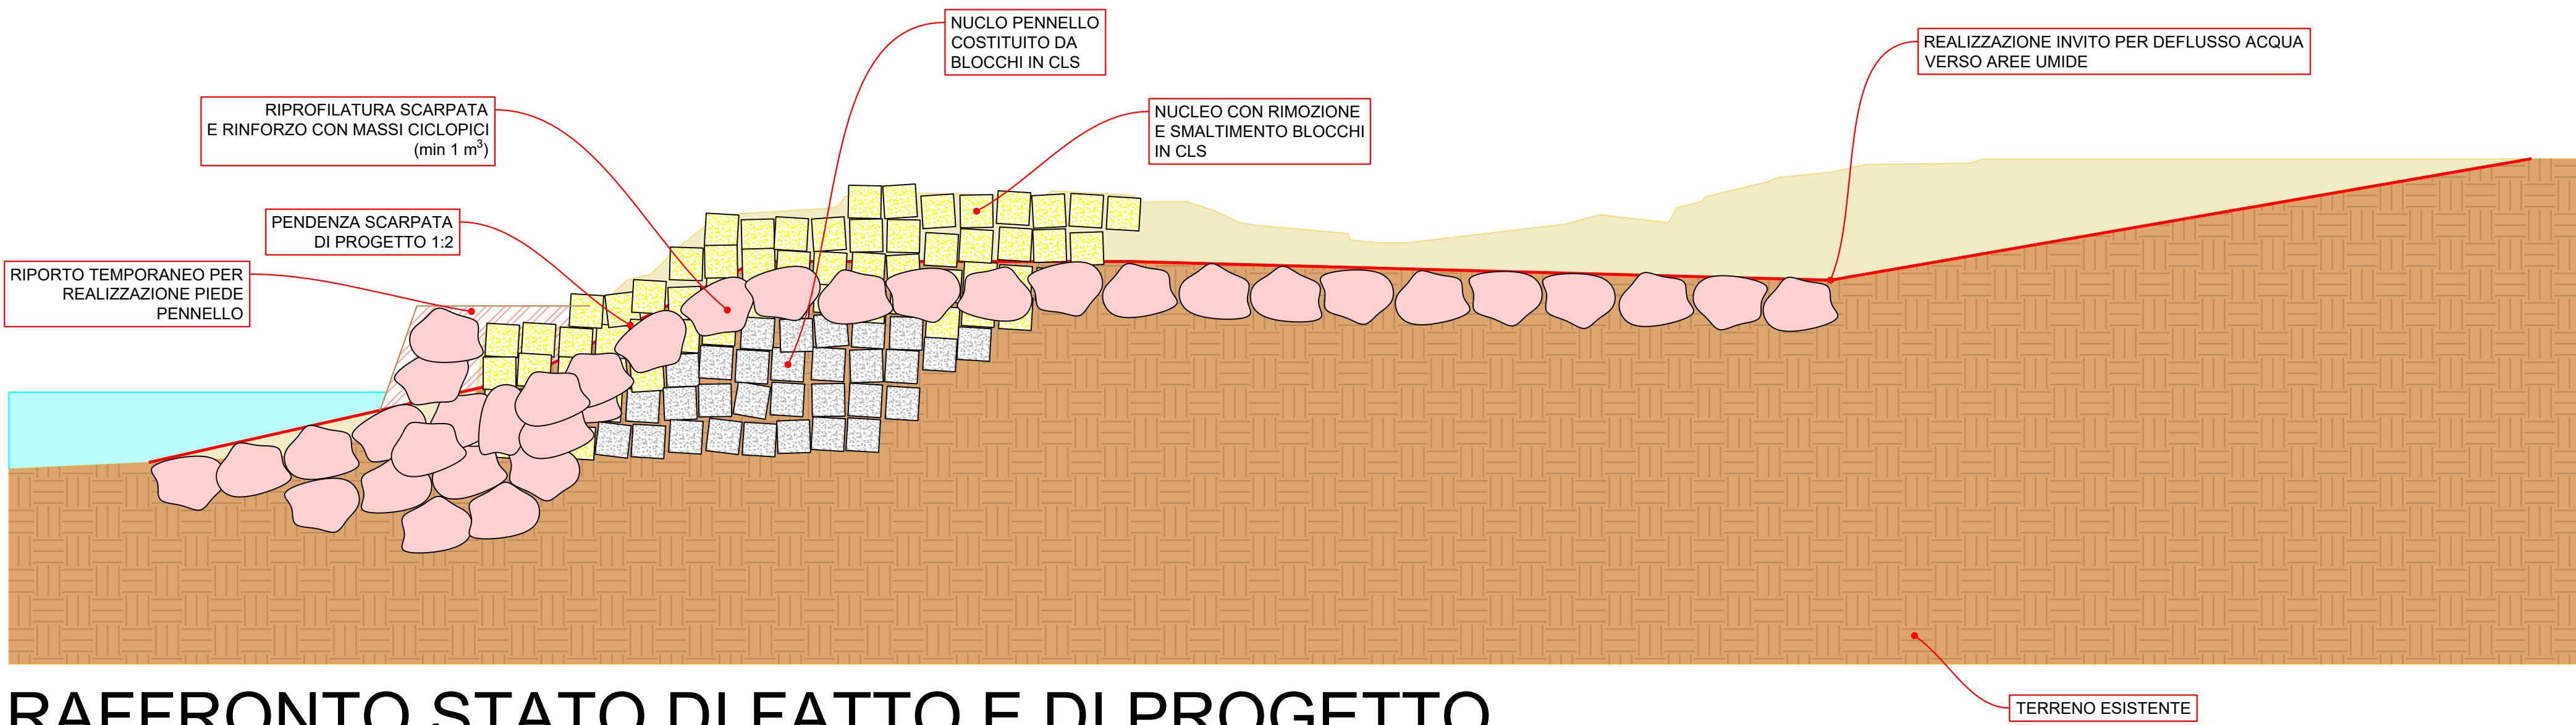 NUCLO PENNELLO
COSTITUITO DA
BLOCCHI IN CLS
REALIZZAZIONE INVITO PER DEFLUSSO ACQUA
VERSO AREE UMIDE
RIPROFILATURA SCARPATA
E RINFORZO CON MASSI CICLOPICI
(min 1 m³)
NUCLEO CON RIMOZIONE
E SMALTIMENTO BLOCCHI
IN CLS
PENDENZA SCARPATA
DI PROGETTO 1:2
RIPORTO TEMPORANEO PER
REALIZZAZIONE PIEDE
PENNELLO
TERRENO ESISTENTE
RAFFRONTO STATO DI FATTO E DI PROGETTO